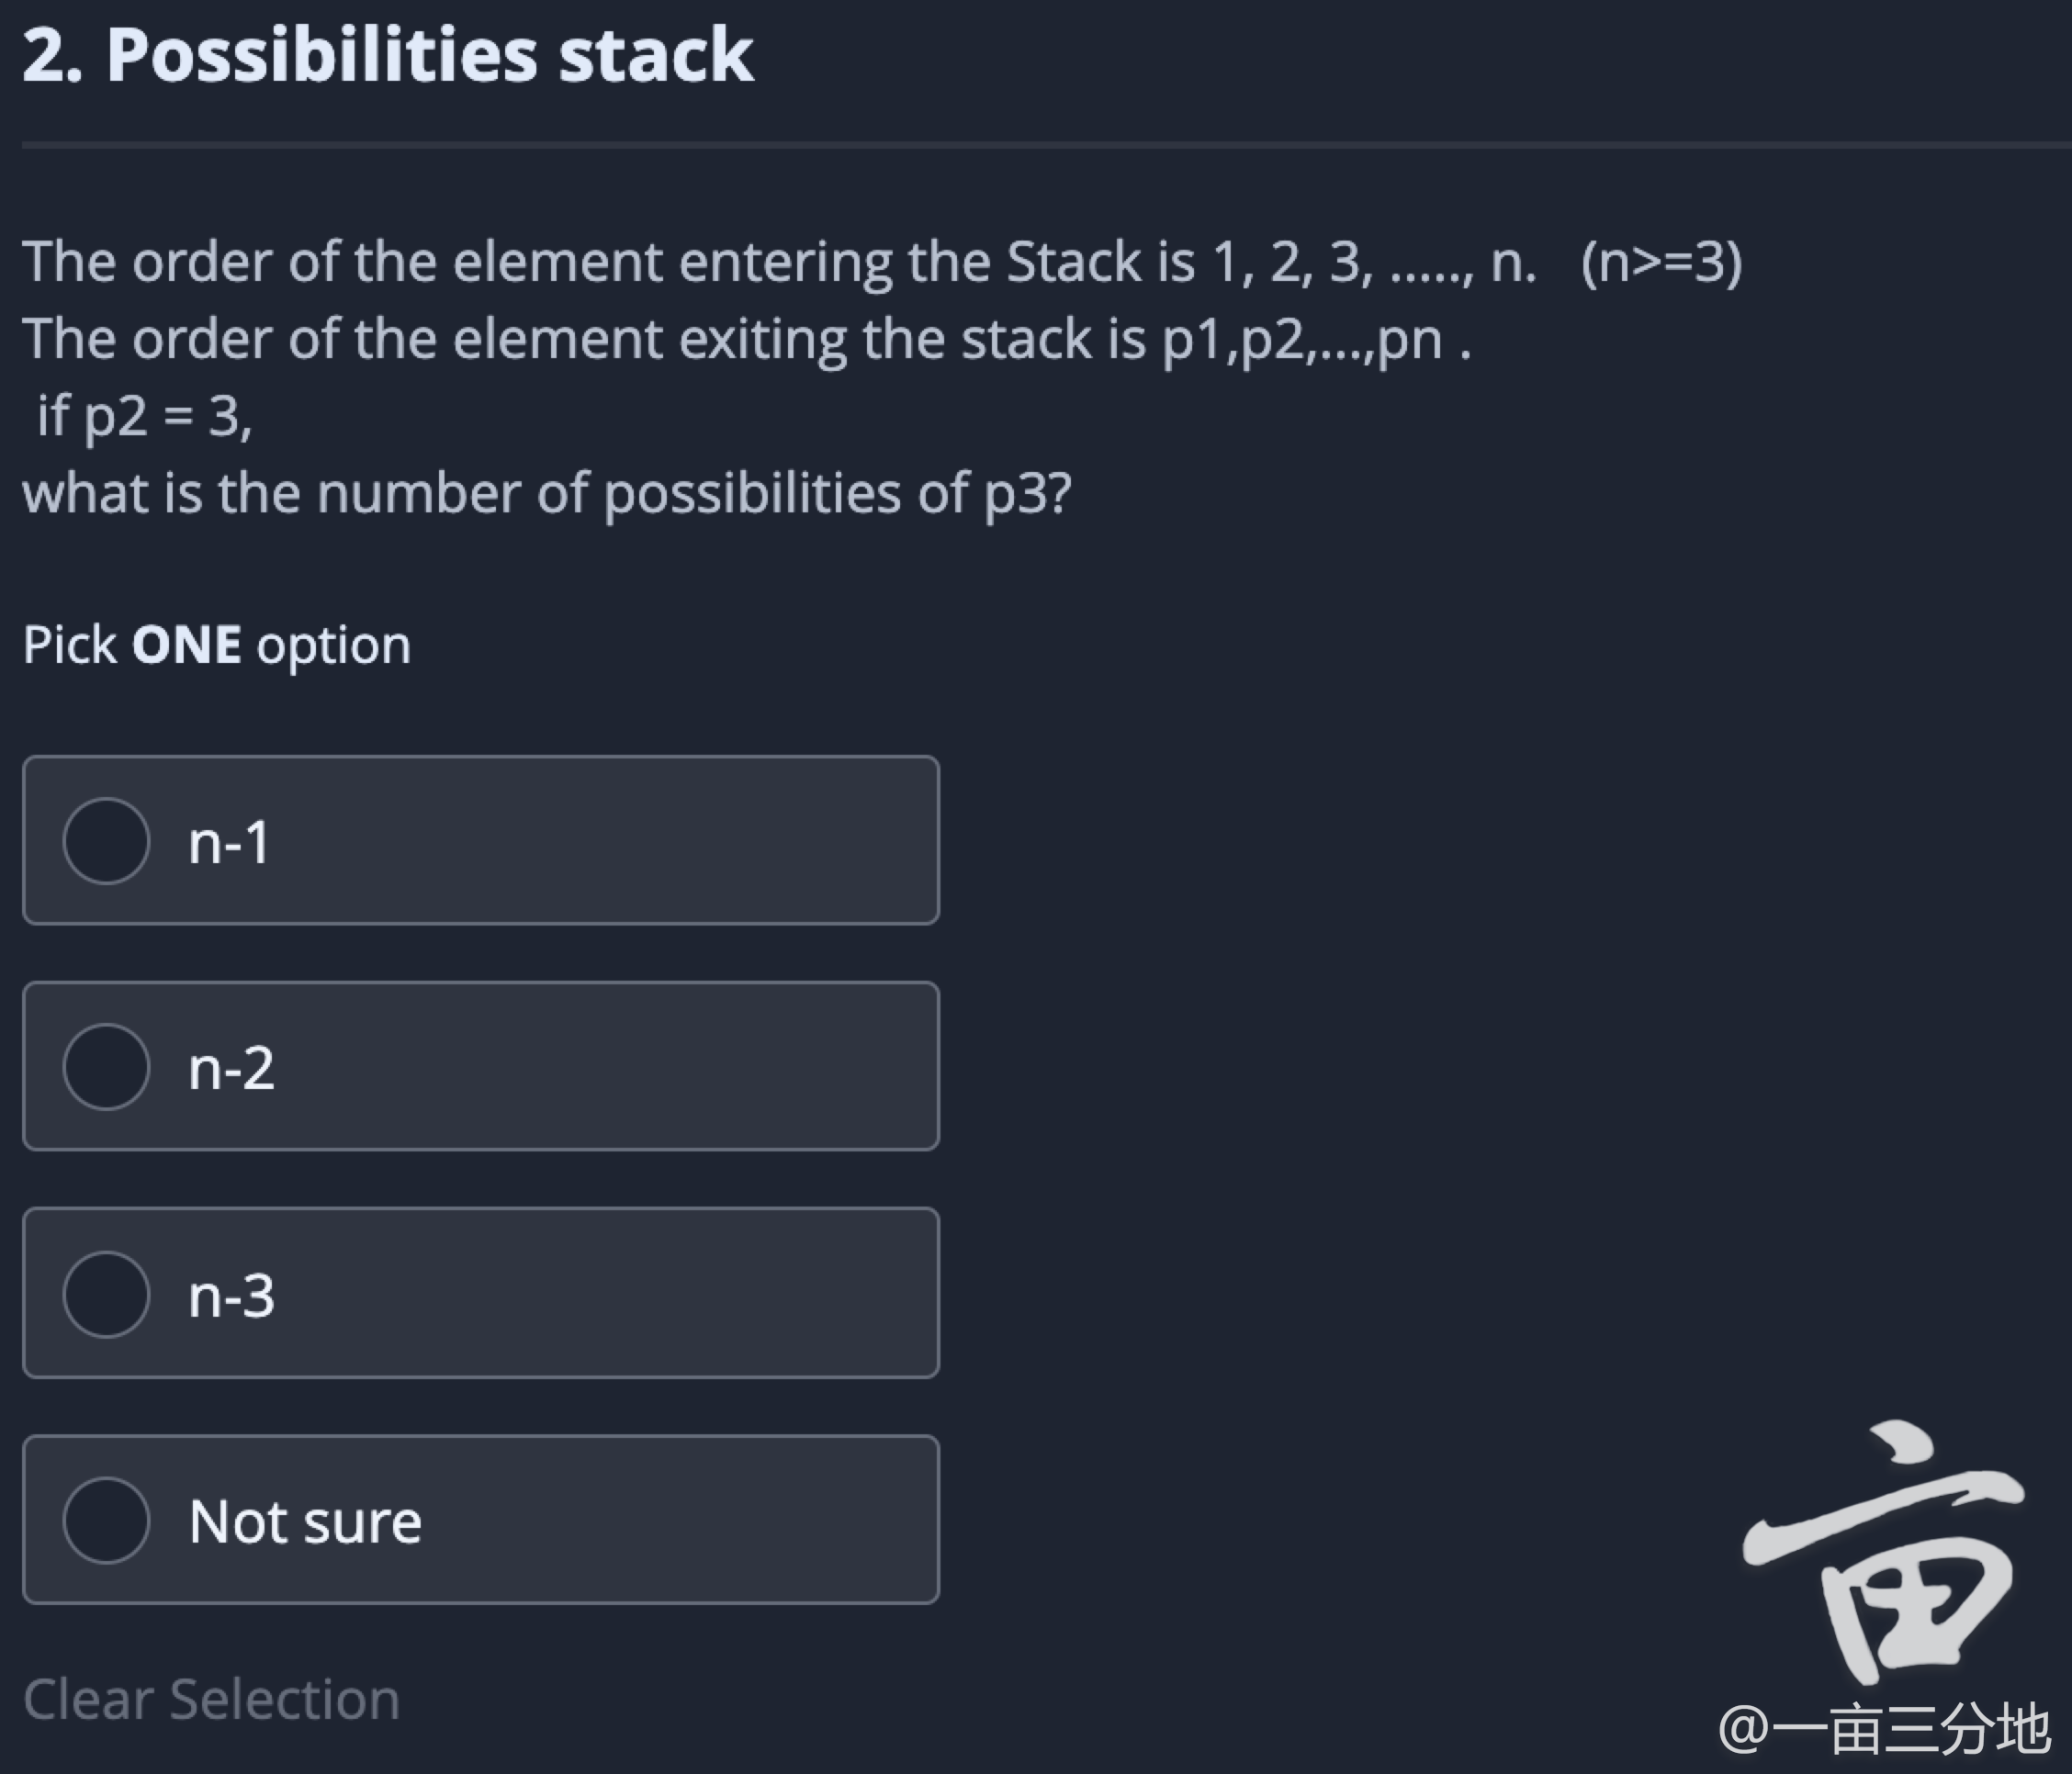 2. Possibilities stack
The order of the element entering the Stack is 1, 2, 3, ....., n.   (n>=3)
The order of the element exiting the stack is p1,p2,...,pn .
if p2 = 3,
what is the number of possibilities of p3?
Pick ONE option
n-1
n-2
n-3
Not sure
Clear Selection
亩
@一亩三分地